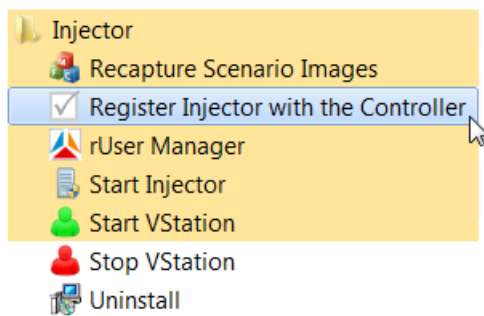 Injector
Recapture Scenario Images
Register Injector with the Controller
rUser Manager
Start Injector
Start VStation
Stop VStation
Uninstall